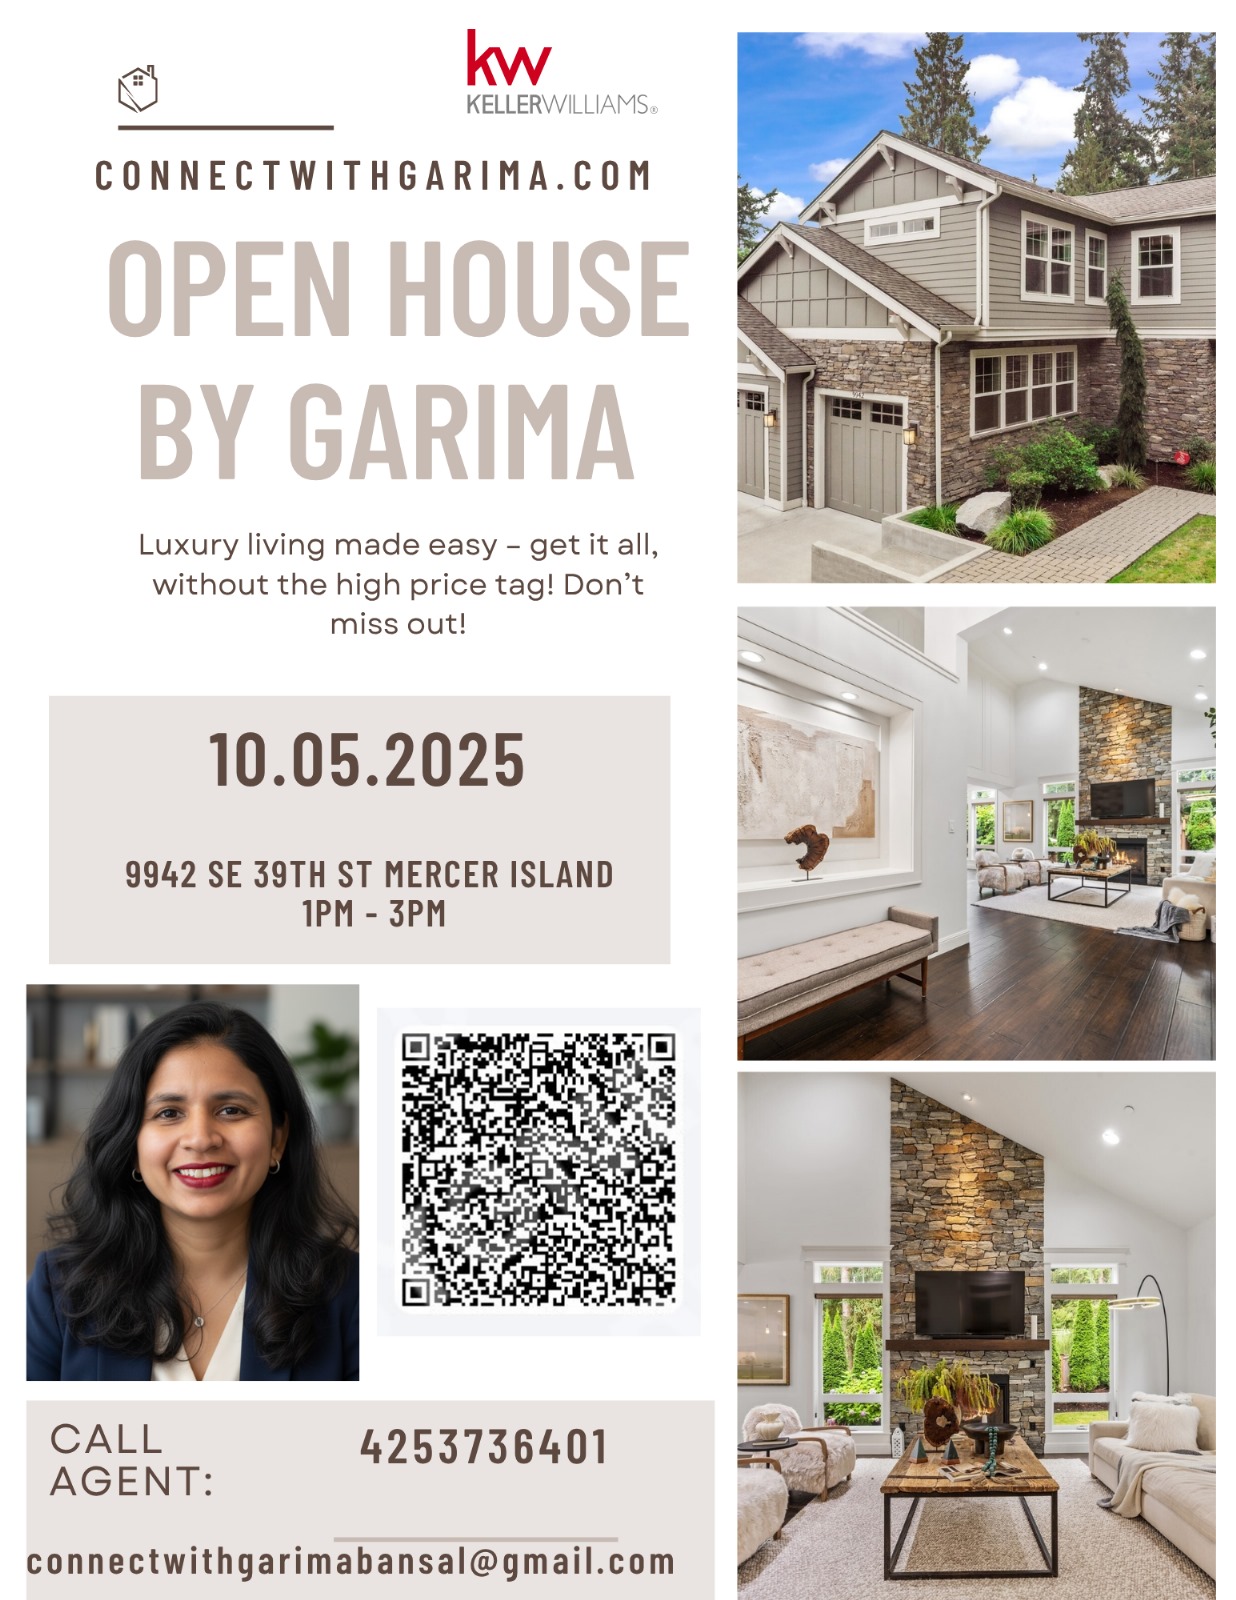 kw
KELLERWILLIAMS®
CONNECTWITHGARIMA.COM
OPEN HOUSE
BY GARIMA
Luxury living made easy – get it all,
without the high price tag! Don’t
miss out!
10.05.2025
9942 SE 39TH ST MERCER ISLAND
1PM - 3PM
CALL
AGENT:
4253736401
connectwithgarimabansal@gmail.com
9942